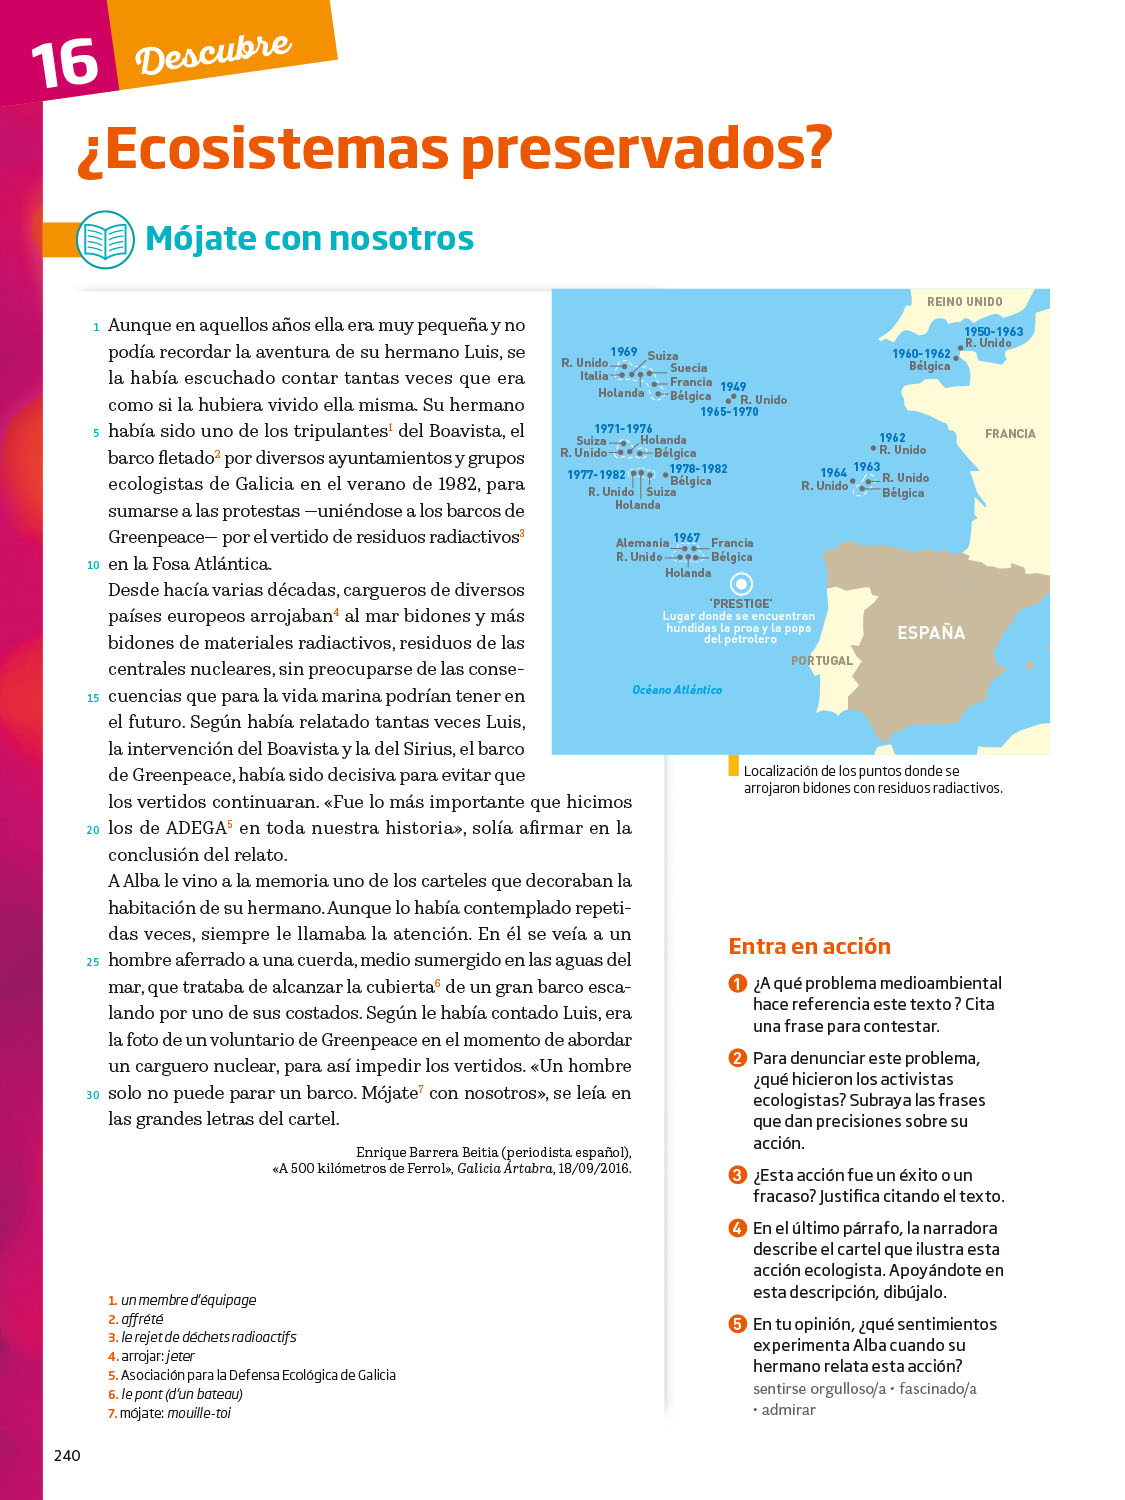 16 Descubre
¿Ecosistemas preservados?
Mójate con nosotros
1 Aunque en aquellos años ella era muy pequeña y no
podía recordar la aventura de su hermano Luis, se
la había escuchado contar tantas veces que era
como si la hubiera vivido ella misma. Su hermano
5 había sido uno de los tripulantes1 del Boavista, el
barco fletado2 por diversos ayuntamientos y grupos
ecologistas de Galicia en el verano de 1982, para
sumarse a las protestas —uniéndose a los barcos de
Greenpeace— por el vertido de residuos radiactivos3
10 en la Fosa Atlántica.
Desde hacía varias décadas, cargueros de diversos
países europeos arrojaban4 al mar bidones y más
bidones de materiales radiactivos, residuos de las
centrales nucleares, sin preocuparse de las conse-
15 cuencias que para la vida marina podrían tener en
el futuro. Según había relatado tantas veces Luis,
la intervención del Boavista y la del Sirius, el barco
de Greenpeace, había sido decisiva para evitar que
los vertidos continuaran. «Fue lo más importante que hicimos
20 los de ADEGA5 en toda nuestra historia», solía afirmar en la
conclusión del relato.
A Alba le vino a la memoria uno de los carteles que decoraban la
habitación de su hermano. Aunque lo había contemplado repeti-
das veces, siempre le llamaba la atención. En él se veía a un
25 hombre aferrado a una cuerda, medio sumergido en las aguas del
mar, que trataba de alcanzar la cubierta6 de un gran barco esca-
lando por uno de sus costados. Según le había contado Luis, era
la foto de un voluntario de Greenpeace en el momento de abordar
un carguero nuclear, para así impedir los vertidos. «Un hombre
30 solo no puede parar un barco. Mójate7 con nosotros», se leía en
las grandes letras del cartel.
Enrique Barrera Beitia (periodista español),
«A 500 kilómetros de Ferrol», Galicia Ártabra, 18/09/2016.
1. un membre d'équipage
2. affrété
3. le rejet de déchets radioactifs
4. arrojar: jeter
5. Asociación para la Defensa Ecológica de Galicia
6. le pont (d'un bateau)
7. mójate: mouille-toi
240
REINO UNIDO
1950-1963
R. Unido
1960-1962
Bélgica
1969
Suiza
R. Unido
Suecia
Italia
Francia
Holanda
Bélgica
1949
R. Unido
1965-1970
FRANCIA
1971-1976
Suiza
Holanda
R. Unido
Bélgica
1962
R. Unido
1977-1982
1978-1982
Bélgica
R. Unido
Suiza
Holanda
1964
R. Unido
1963
R. Unido
Bélgica
Alemania
1967
Francia
R. Unido
Bélgica
Holanda
'PRESTIGE'
Lugar donde se encuentran
hundidas la proa y la popa
del petrolero
ESPAÑA
PORTUGAL
Océano Atlántico
Localización de los puntos donde se
arrojaron bidones con residuos radiactivos.
Entra en acción
1 ¿A qué problema medioambiental
hace referencia este texto ? Cita
una frase para contestar.
2 Para denunciar este problema,
¿qué hicieron los activistas
ecologistas? Subraya las frases
que dan precisiones sobre su
acción.
3 ¿Esta acción fue un éxito o un
fracaso? Justifica citando el texto.
4 En el último párrafo, la narradora
describe el cartel que ilustra esta
acción ecologista. Apoyándote en
esta descripción, dibújalo.
5 En tu opinión, ¿qué sentimientos
experimenta Alba cuando su
hermano relata esta acción?
sentirse orgulloso/a • fascinado/a
• admirar